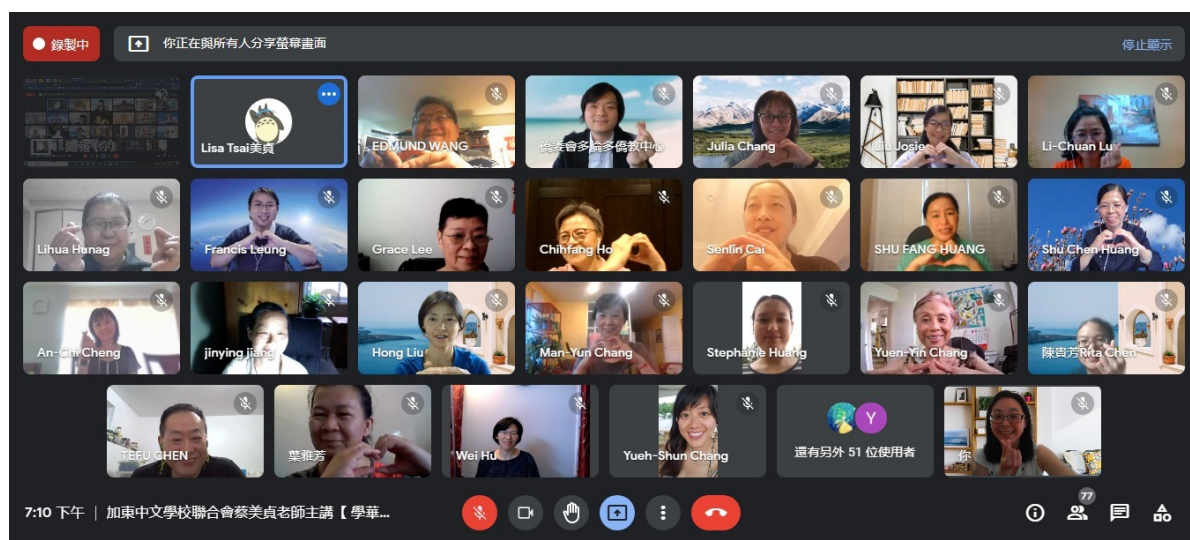 錄製中
你正在與所有人分享螢幕畫面
停止顯示
Lisa Tsai美貞
EDMUND WANG
僑委會多倫多僑教中心
Julia Chang
Liu Josie
Li-Chuan Lu
Lihua Hunag
Francis Leung
Grace Lee
Chihfang Ho
Senlin Cai
SHU FANG HUANG
Shu Chen Huang
An-Chi Cheng
jinying jiang
Hong Liu
Man-Yun Chang
Stephanie Huang
Yuen-Yin Chang
陳貴芳Rita Chen
TEFU CHEN
葉雅芳
Wei Hu
Yueh-Shun Chang
Y
還有另外 51 位使用者
你
7:10 下午 | 加東中文學校聯合會蔡美貞老師主講【 學華...
77